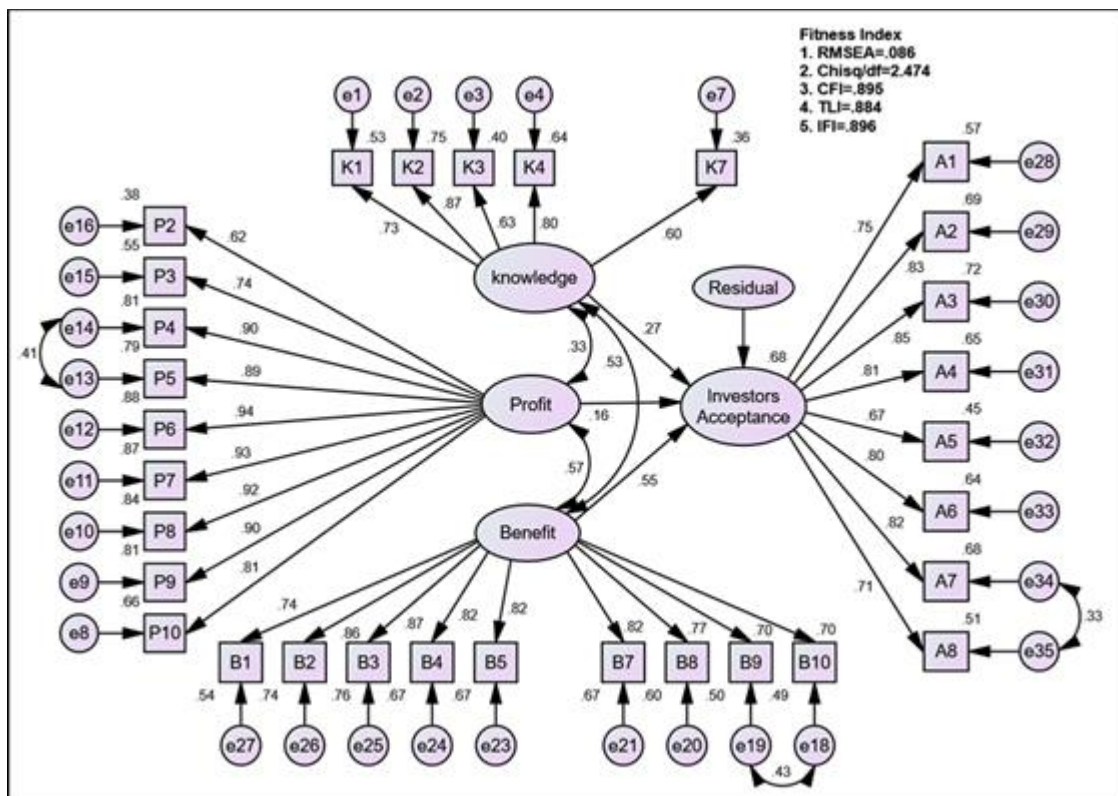 Fitness Index
1. RMSEA=.086
2. Chisq/df=2.474
3. CFI=.895
4. TLI=.884
5. IFI=.896
e1 e2 e3 e4 e7
.53 .75 .40 .64 .36
K1 K2 K3 K4 K7
.73 .87 .63 .80 .60
knowledge
.38
e16 P2 .62
.55
e15 P3 .74
.81
e14 P4 .90
.79
.41
e13 P5 .89
.88
e12 P6 .94
.87
e11 P7 .93
.84
e10 P8 .92
.81
e9 P9 .90
.66
e8 P10 .81
Profit
Benefit
.33 .53 .57
.27
.16
.55
Residual
.68
Investors
Acceptance
.57
.75 A1 e28
.69
.83 A2 e29
.72
.85 A3 e30
.65
.81 A4 e31
.45
.67 A5 e32
.64
.80 A6 e33
.68
.82 A7 e34
.33
.51
.71 A8 e35
.74 .86 .87 .82 .82 .82 .77 .70 .70
B1 B2 B3 B4 B5 B7 B8 B9 B10
.54 .74 .76 .67 .67 .67 .60 .50 .49
e27 e26 e25 e24 e23 e21 e20 e19 e18
.43